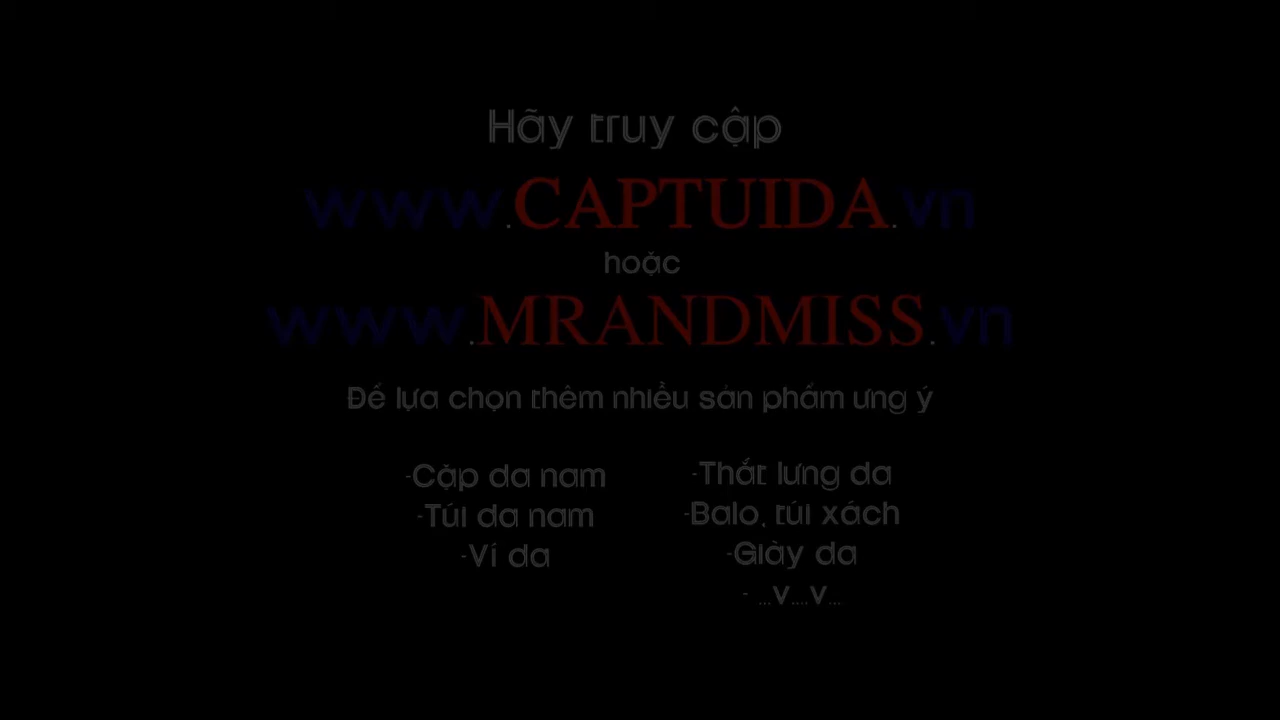 Hãy truy cập
www.CAPTUIDA.vn
hoặc
www.MRANDMISS.vn
Để lựa chọn thêm nhiều sản phẩm ưng ý
-Cặp da nam
-Túi da nam
-Ví da
-Thắt lưng da
-Balo, túi xách
-Giày da
- ...v....v...